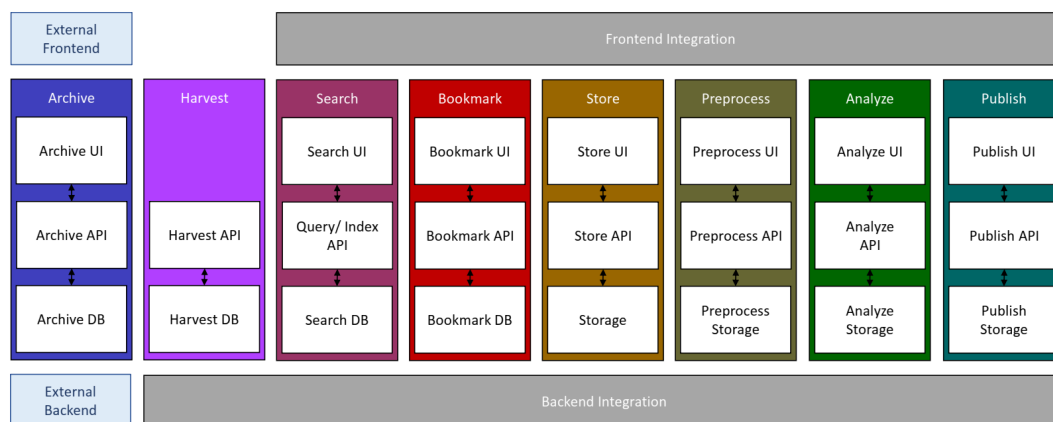 External
Frontend
Frontend Integration
Archive
Harvest
Search
Bookmark
Store
Preprocess
Analyze
Publish
Archive UI
Search UI
Bookmark UI
Store UI
Preprocess UI
Analyze UI
Publish UI
Archive API
Harvest API
Query/ Index
API
Bookmark API
Store API
Preprocess API
Analyze
API
Publish API
Archive DB
Harvest DB
Search DB
Bookmark DB
Storage
Preprocess
Storage
Analyze
Storage
Publish
Storage
External
Backend
Backend Integration